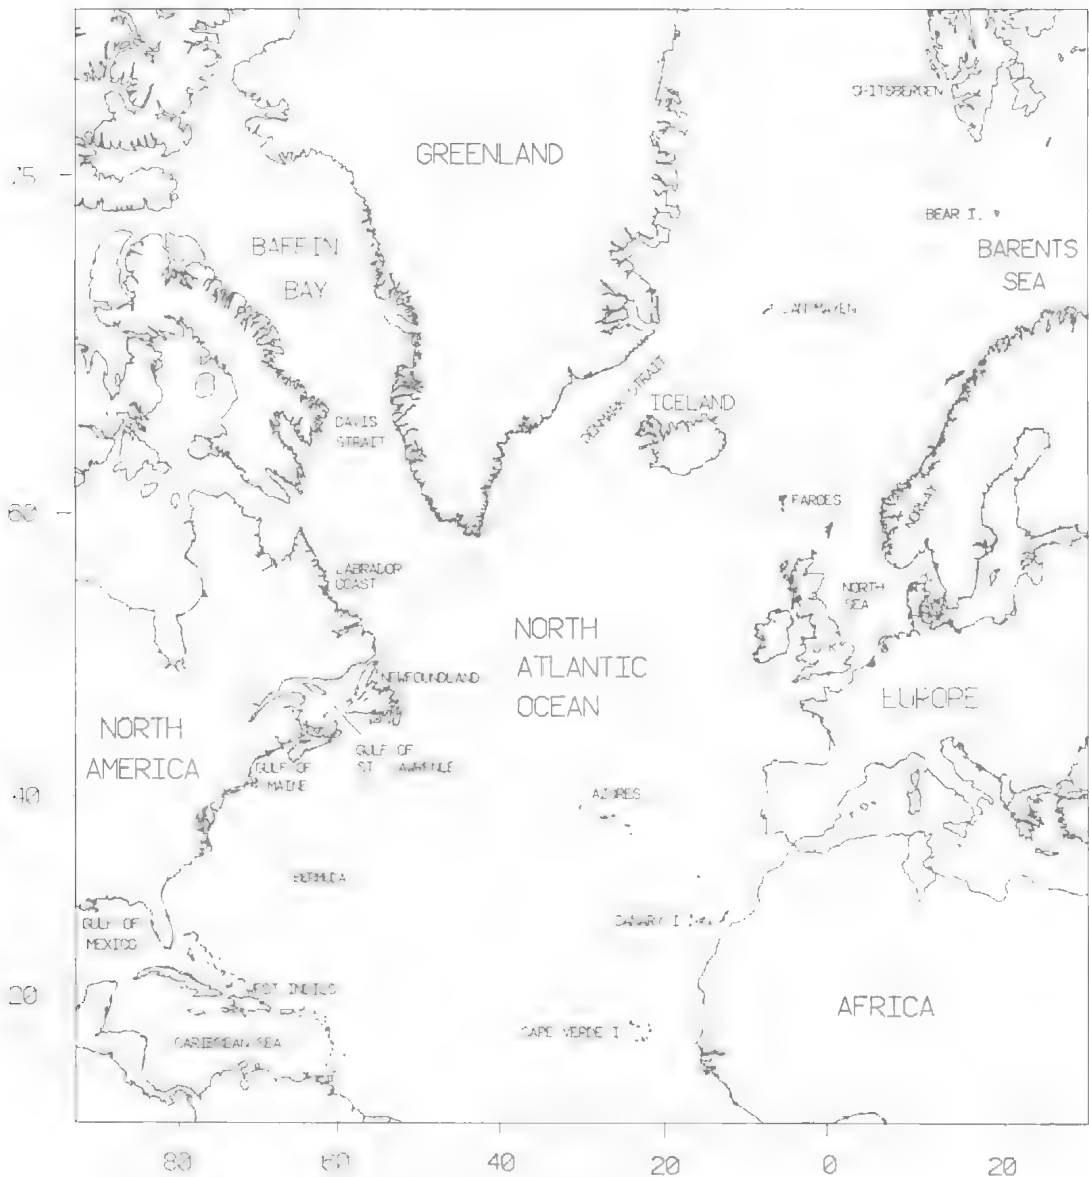 SPITSBERGEN
GREENLAND
75
BEAR I.
BAFFIN
BAY
BARENTS
SEA
JAN MAYEN
DENMARK STRAIT
ICELAND
DAVIS
STRAIT
60
FAROES
NORWAY
LABRADOR
COAST
NORTH
SEA
NORTH
ATLANTIC
OCEAN
U.K.
NEWFOUNDLAND
EUROPE
NORTH
AMERICA
GULF OF
ST LAWRENCE
GULF OF
MAINE
40
AZORES
BERMUDA
GULF OF
MEXICO
CANARY I
20
WEST INDIES
AFRICA
CAPE VERDE I
CARIBBEAN SEA
80
60
40
20
0
20